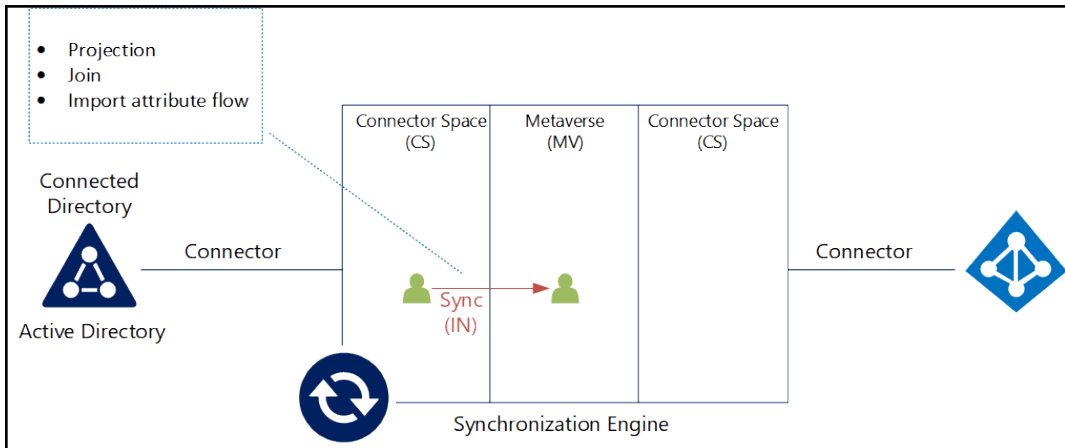 • Projection
• Join
• Import attribute flow
Connector Space
(CS)
Metaverse
(MV)
Connector Space
(CS)
Connected
Directory
Connector
Connector
Sync
(IN)
Active Directory
Synchronization Engine